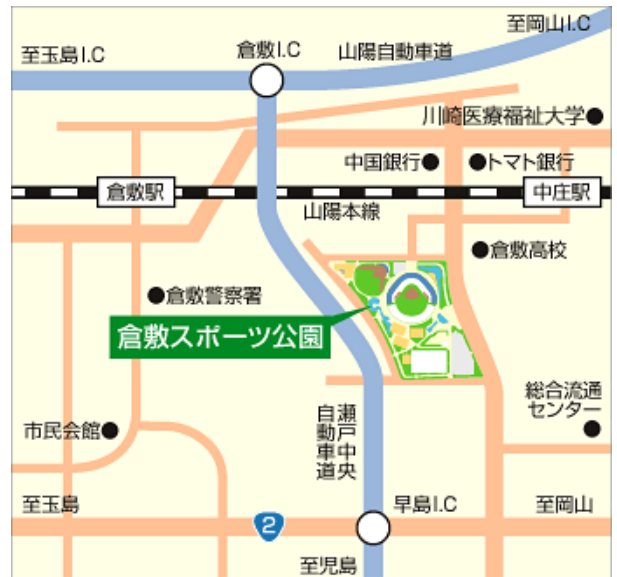 至岡山I.C
至玉島I.C
倉敷I.C
山陽自動車道
川崎医療福祉大学
中国銀行
トマト銀行
倉敷駅
中庄駅
山陽本線
倉敷高校
倉敷警察署
倉敷スポーツ公園
総合流通
センター
市民会館
瀬戸中央
自動車道
至玉島
2
早島I.C
至岡山
至児島